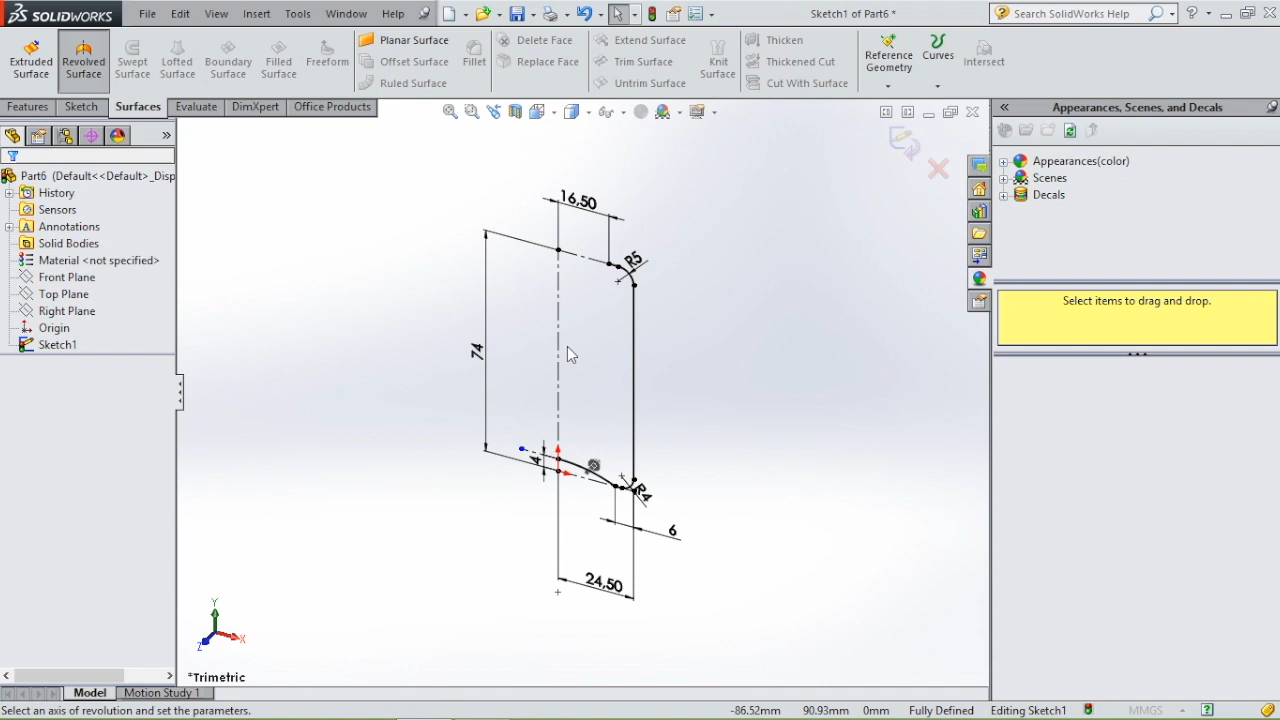 SOLIDWORKS File Edit View Insert Tools Window Help Sketch1 of Part6 * Search SolidWorks Help
Extruded Surface
Revolved Surface
Swept Surface
Lofted Surface
Boundary Surface
Filled Surface
Freeform
Planar Surface
Offset Surface
Ruled Surface
Fillet
Delete Face
Replace Face
Extend Surface
Trim Surface
Untrim Surface
Knit Surface
Thicken
Thickened Cut
Cut With Surface
Reference Geometry
Curves
Intersect
Features Sketch Surfaces Evaluate DimXpert Office Products
Part6 (Default<<Default>_Disp
History
Sensors
Annotations
Solid Bodies
Material <not specified>
Front Plane
Top Plane
Right Plane
Origin
Sketch1
16,50
R5
74
4
R4
6
24,50
Y
X
Z
*Trimetric
Appearances, Scenes, and Decals
Appearances(color)
Scenes
Decals
Select items to drag and drop.
Model Motion Study 1
Select an axis of revolution and set the parameters. -86.52mm 90.93mm 0mm Fully Defined Editing Sketch1 MMGS